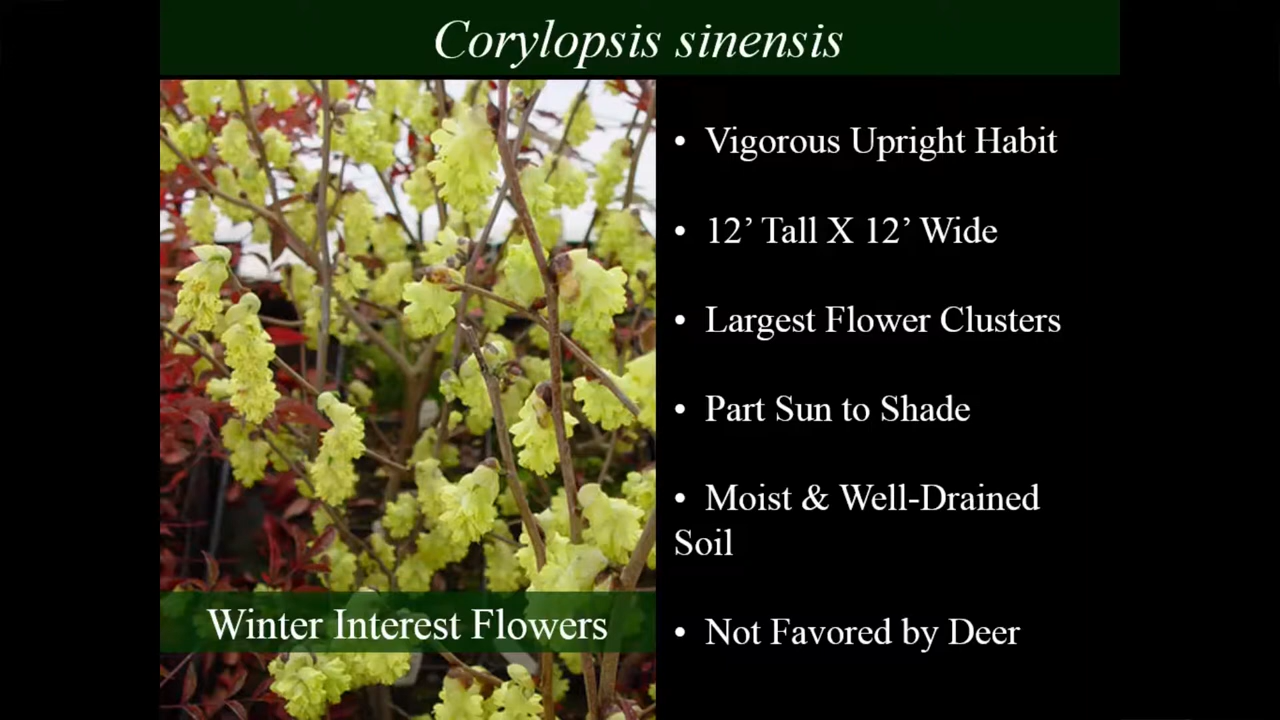 Corylopsis sinensis
• Vigorous Upright Habit
• 12’ Tall X 12’ Wide
• Largest Flower Clusters
• Part Sun to Shade
• Moist & Well-Drained
Soil
• Not Favored by Deer
Winter Interest Flowers